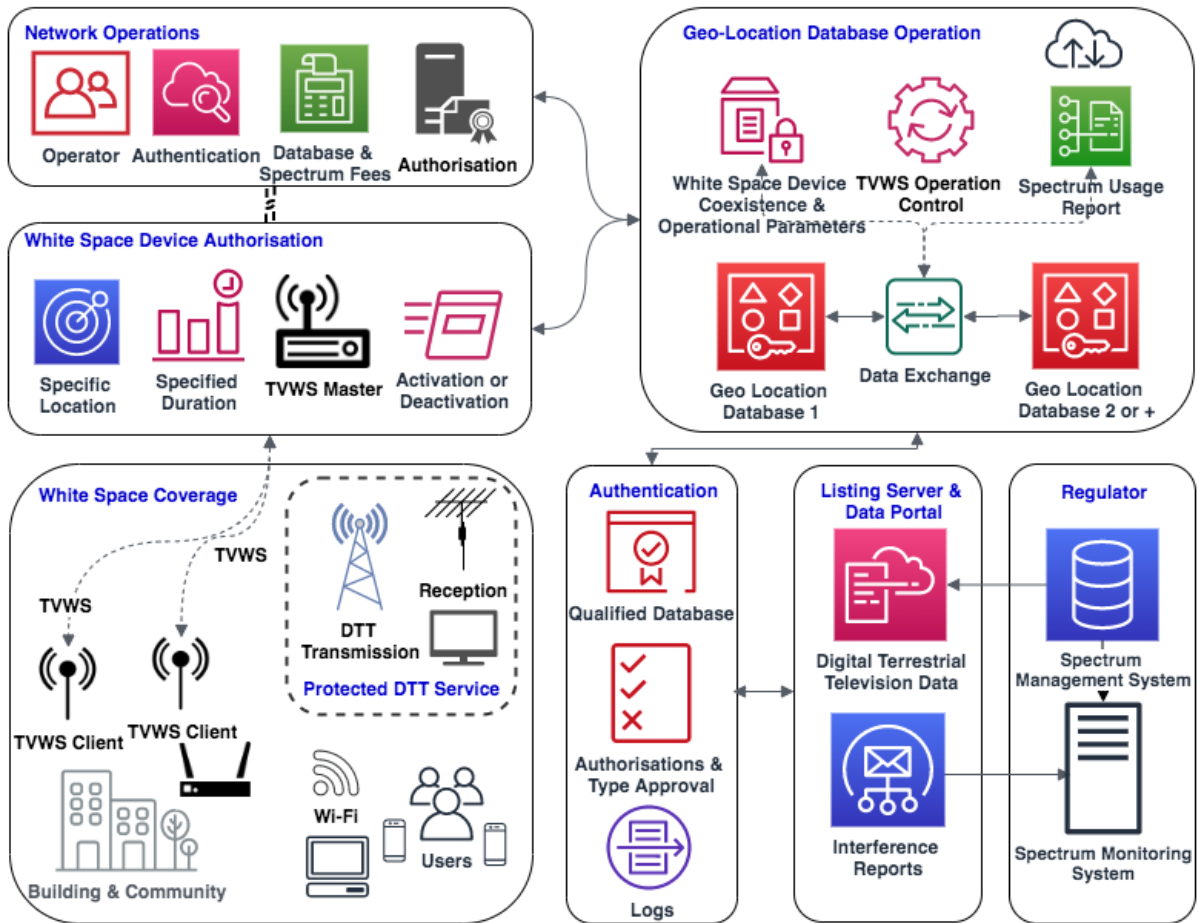 Network Operations
Operator
Authentication
Database &
Spectrum Fees
Authorisation
Geo-Location Database Operation
White Space Device
Coexistence &
Operational Parameters
TVWS Operation
Control
Spectrum Usage
Report
Geo Location
Database 1
Data Exchange
Geo Location
Database 2 or +
White Space Device Authorisation
Specific
Location
Specified
Duration
TVWS Master
Activation or
Deactivation
White Space Coverage
TVWS
TVWS
TVWS Client
TVWS Client
DTT
Transmission
Reception
Protected DTT Service
Building & Community
Wi-Fi
Users
Authentication
Qualified Database
Authorisations &
Type Approval
Logs
Listing Server &
Data Portal
Digital Terrestrial
Television Data
Interference
Reports
Regulator
Spectrum
Management System
Spectrum Monitoring
System